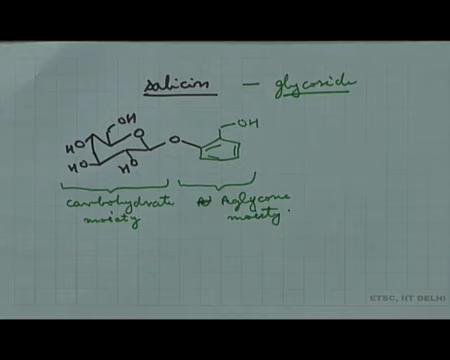 salicin — glycoside
OH
O
O
OH
HO
HO
HO
carbohydrate
moiety
Aglycone
moiety.
ETSC, IIT DELHI